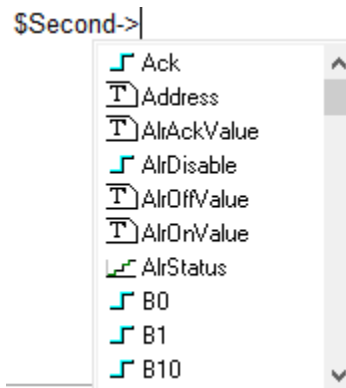 $Second->
Ack
T Address
T AlrAckValue
AlrDisable
T AlrOffValue
T AlrOnValue
AlrStatus
B0
B1
B10